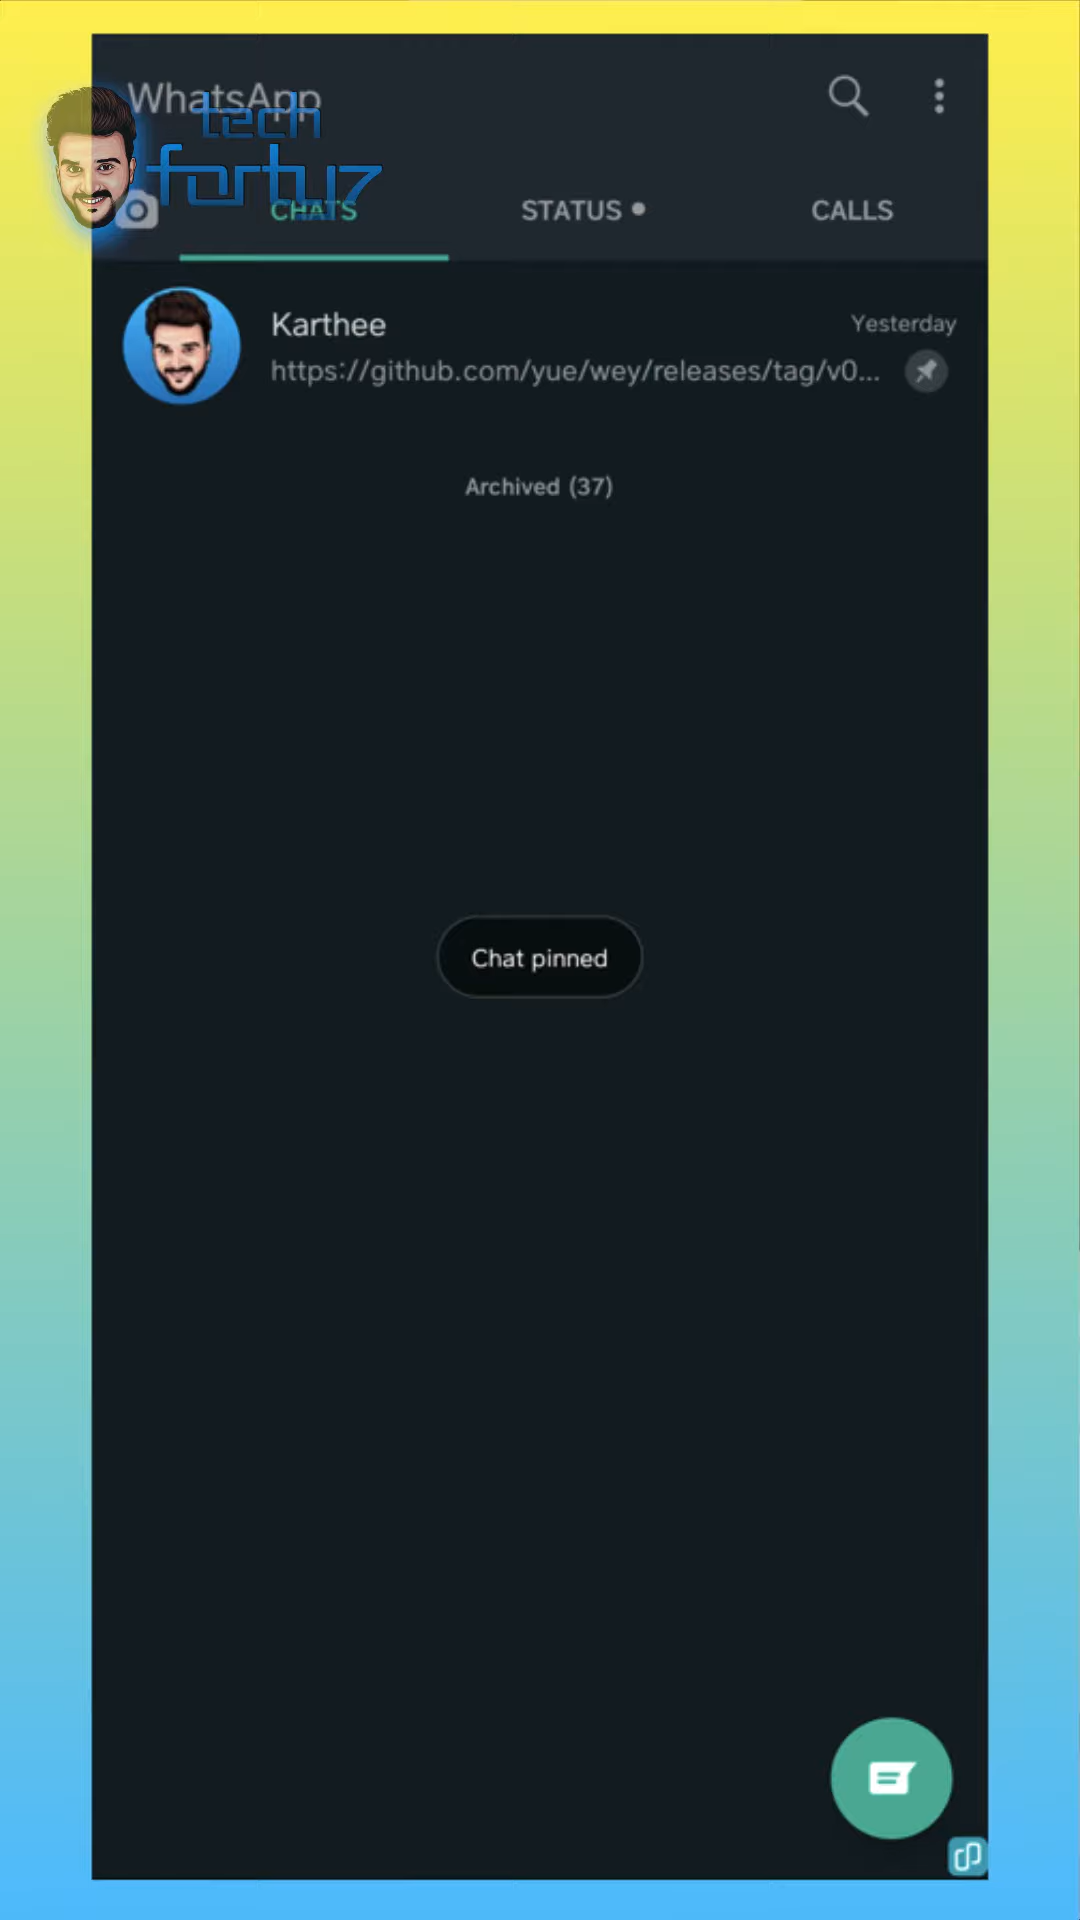 WhatsApp
tech
fortu7
CHATS
STATUS
CALLS
Karthee
Yesterday
https://github.com/yue/wey/releases/tag/v0...
Archived (37)
Chat pinned